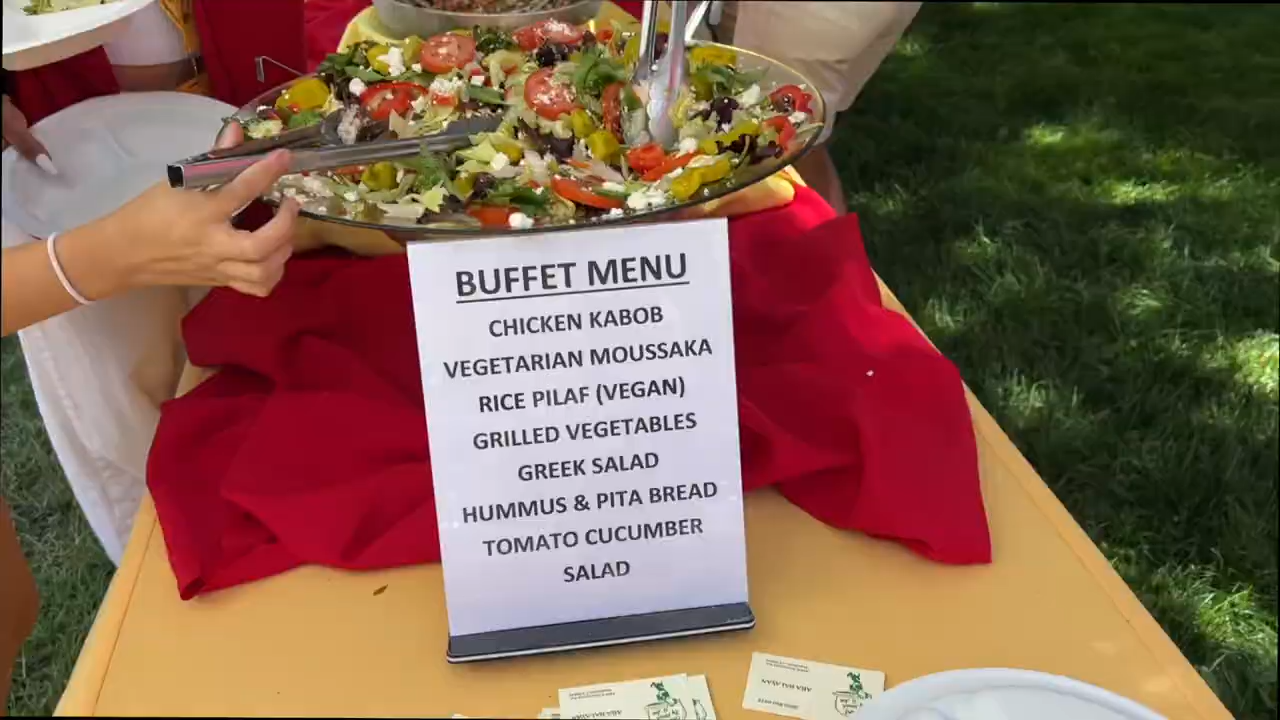 BUFFET MENU
CHICKEN KABOB
VEGETARIAN MOUSSAKA
RICE PILAF (VEGAN)
GRILLED VEGETABLES
GREEK SALAD
HUMMUS & PITA BREAD
TOMATO CUCUMBER
SALAD